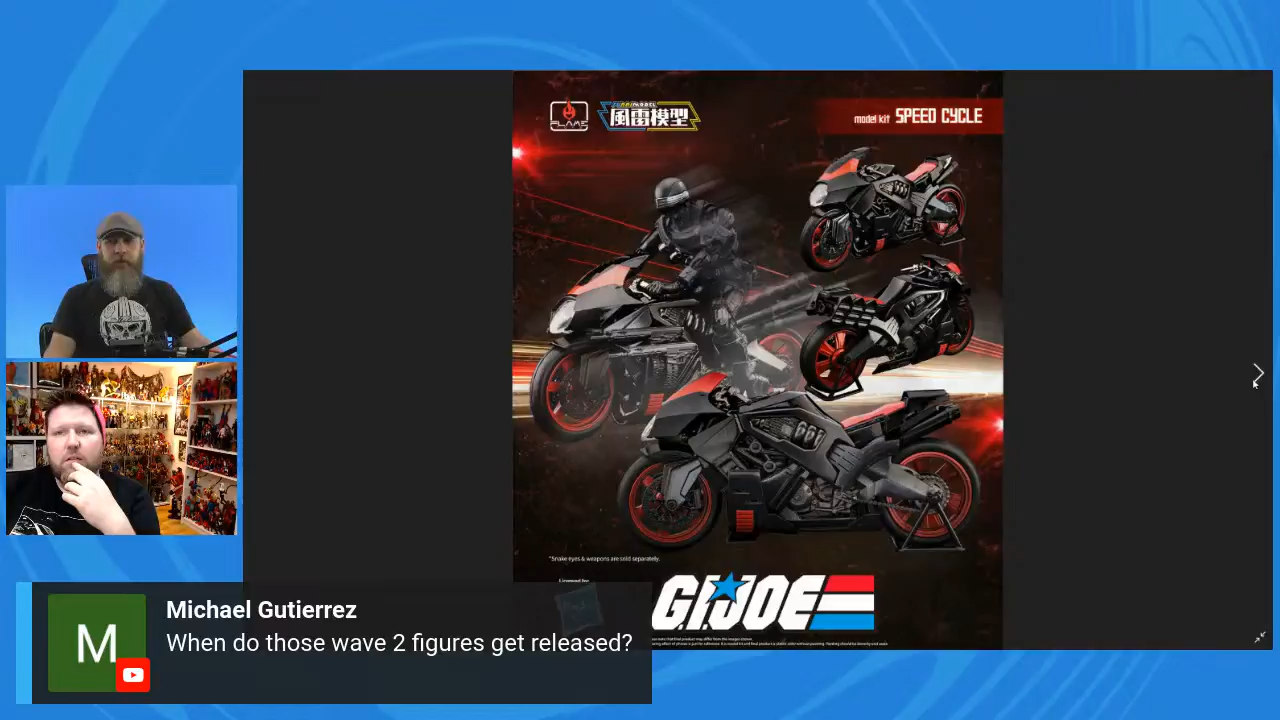 FLAME
風雷模型
model kit SPEED CYCLE
*Snake eyes & weapons are sold separately.
G.I.JOE
M
Michael Gutierrez
When do those wave 2 figures get released?